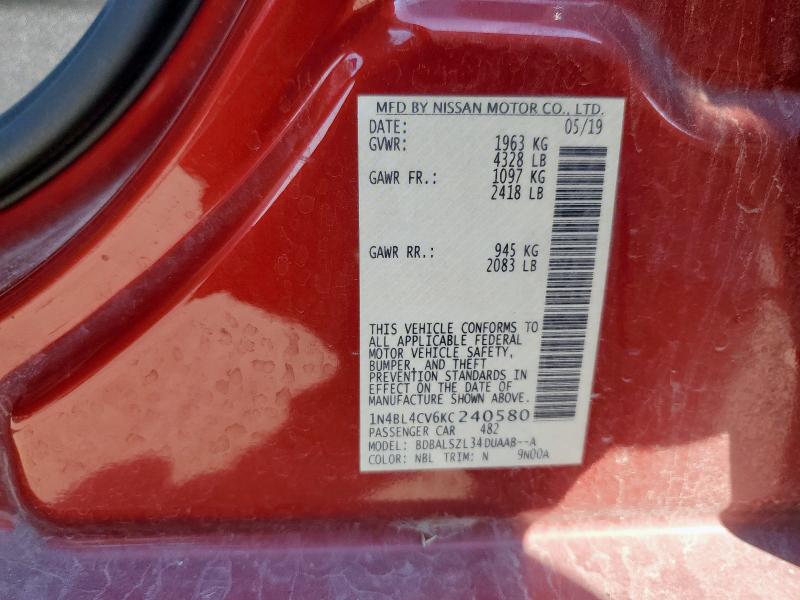 MFD BY NISSAN MOTOR CO., LTD.
DATE: 05/19
GVWR: 1963 KG
4328 LB
GAWR FR.: 1097 KG
2418 LB
GAWR RR.: 945 KG
2083 LB
THIS VEHICLE CONFORMS TO
ALL APPLICABLE FEDERAL
MOTOR VEHICLE SAFETY,
BUMPER, AND THEFT
PREVENTION STANDARDS IN
EFFECT ON THE DATE OF
MANUFACTURE SHOWN ABOVE.
1N4BL4CV6KC240580
PASSENGER CAR 482
MODEL: BDBALSZL34DUAAB--A
COLOR: NBL TRIM: N 9N00A